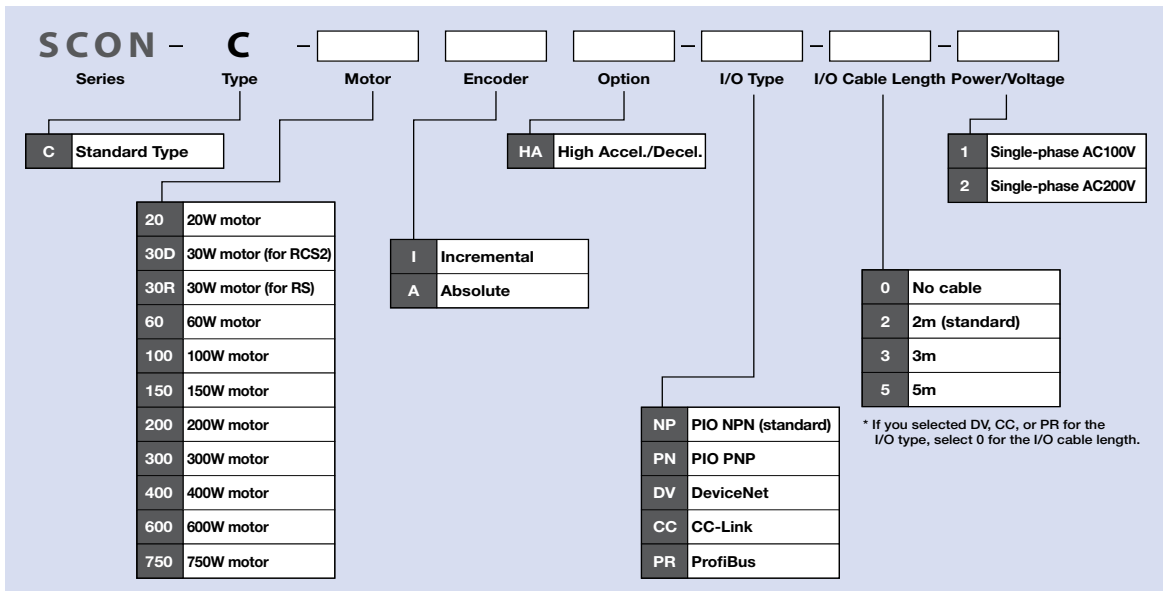 SCON - C -  -  -  - 
Series Type Motor Encoder Option I/O Type I/O Cable Length Power/Voltage
C Standard Type
20 20W motor
30D 30W motor (for RCS2)
30R 30W motor (for RS)
60 60W motor
100 100W motor
150 150W motor
200 200W motor
300 300W motor
400 400W motor
600 600W motor
750 750W motor
I Incremental
A Absolute
HA High Accel./Decel.
NP PIO NPN (standard)
PN PIO PNP
DV DeviceNet
CC CC-Link
PR ProfiBus
0 No cable
2 2m (standard)
3 3m
5 5m
* If you selected DV, CC, or PR for the
I/O type, select 0 for the I/O cable length.
1 Single-phase AC100V
2 Single-phase AC200V